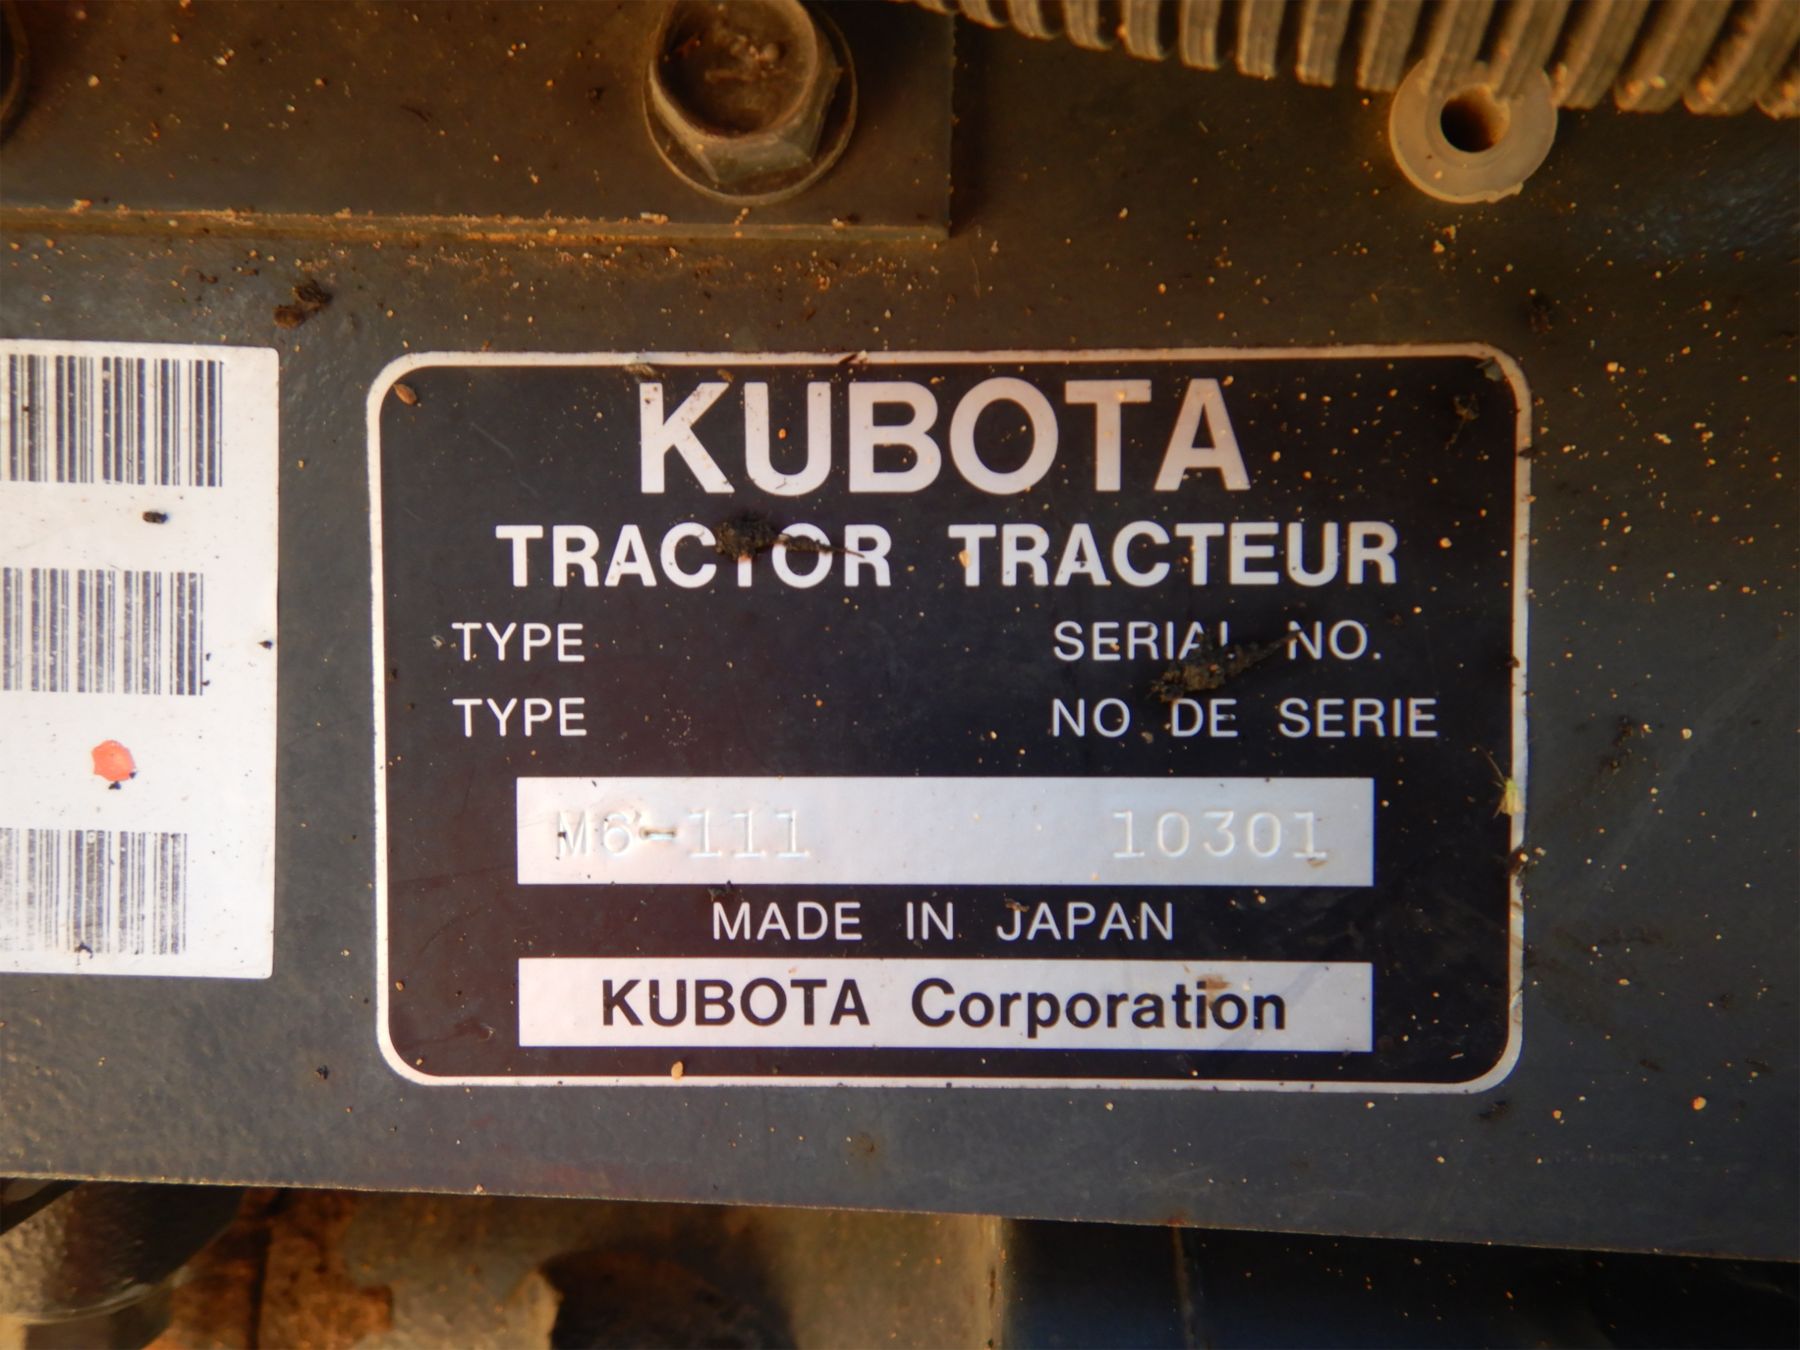 KUBOTA
TRACTOR TRACTEUR
TYPE SERIAL NO.
TYPE NO DE SERIE
M6-111 10301
MADE IN JAPAN
KUBOTA Corporation